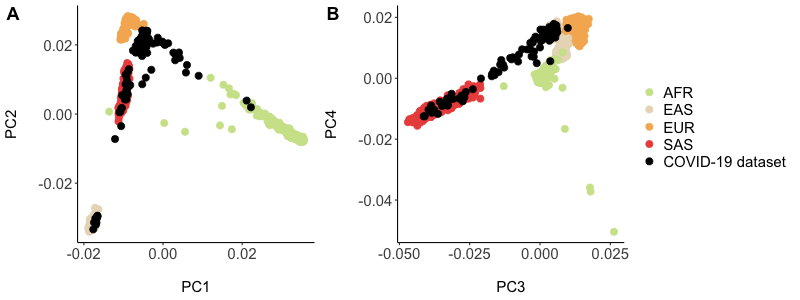 A
B
0.02
0.00
-0.02
PC2
-0.02
0.00
0.02
PC1
0.02
0.00
-0.02
-0.04
PC4
-0.050
-0.025
0.000
0.025
PC3
AFR
EAS
EUR
SAS
COVID-19 dataset